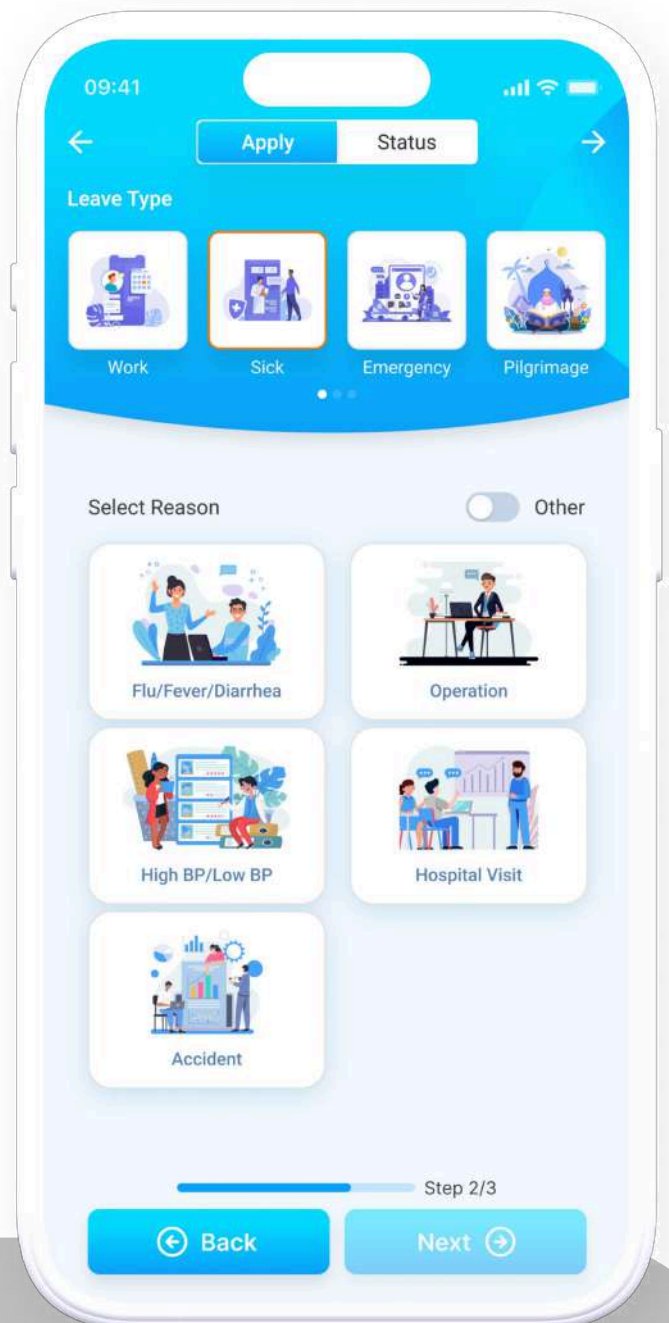 09:41
Apply Status
Leave Type
Work Sick Emergency Pilgrimage
Select Reason Other
Flu/Fever/Diarrhea Operation
High BP/Low BP Hospital Visit
Accident
Step 2/3
Back Next